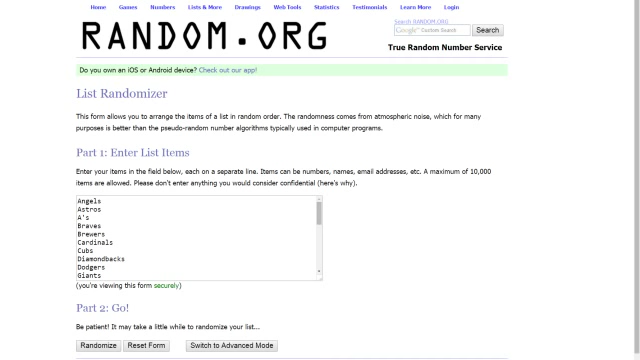 Home Games Numbers Lists & More Drawings Web Tools Statistics Testimonials Learn More Login
RANDOM.ORG
Search RANDOM.ORG
Google™ Custom Search Search
True Random Number Service
Do you own an iOS or Android device? Check out our app!
List Randomizer
This form allows you to arrange the items of a list in random order. The randomness comes from atmospheric noise, which for many
purposes is better than the pseudo-random number algorithms typically used in computer programs.
Part 1: Enter List Items
Enter your items in the field below, each on a separate line. Items can be numbers, names, email addresses, etc. A maximum of 10,000
items are allowed. Please don't enter anything you would consider confidential (here's why).
Angels
Astros
A's
Braves
Brewers
Cardinals
Cubs
Diamondbacks
Dodgers
Giants
(you're viewing this form securely)
Part 2: Go!
Be patient! It may take a little while to randomize your list...
Randomize Reset Form Switch to Advanced Mode